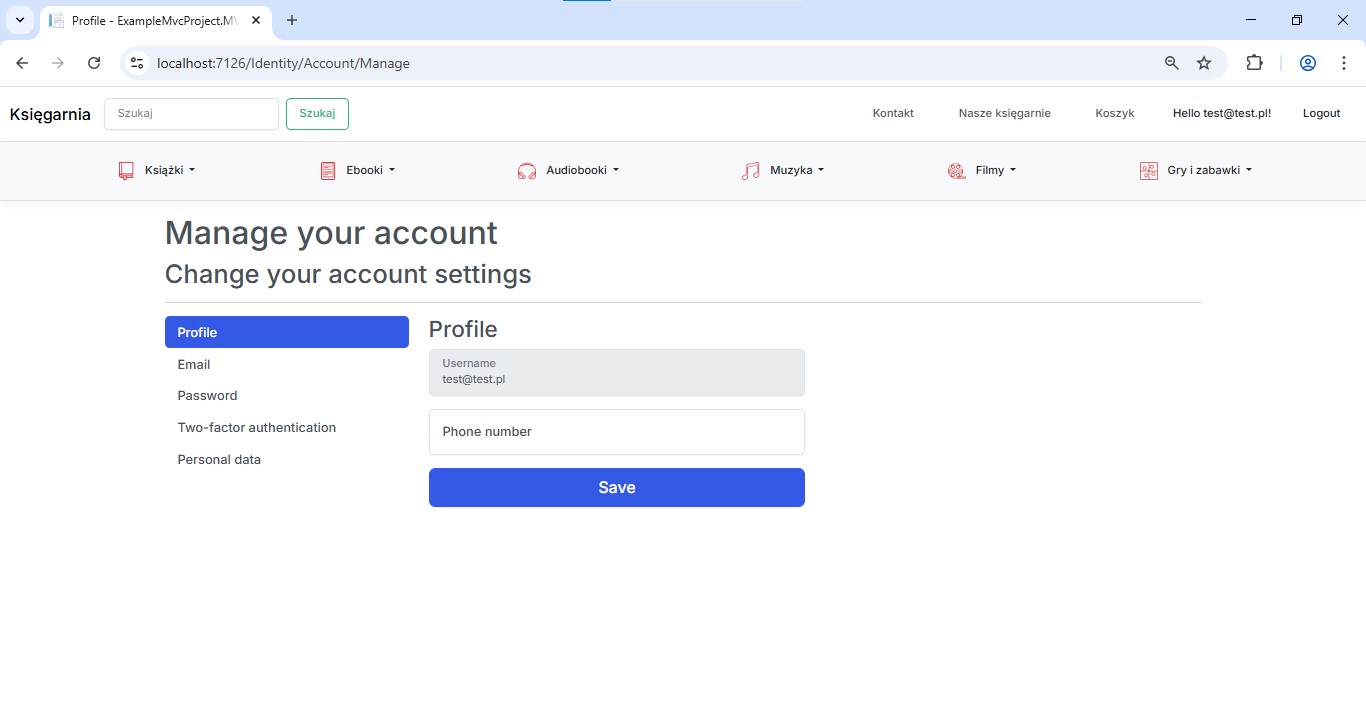 Profile - ExampleMvcProject.M
localhost:7126/Identity/Account/Manage
Księgarnia Szukaj Szukaj Kontakt Nasze księgarnie Koszyk Hello test@test.pl! Logout
Książki Ebooki Audiobooki Muzyka Filmy Gry i zabawki
Manage your account
Change your account settings
Profile
Email
Password
Two-factor authentication
Personal data
Profile
Username
test@test.pl
Phone number
Save